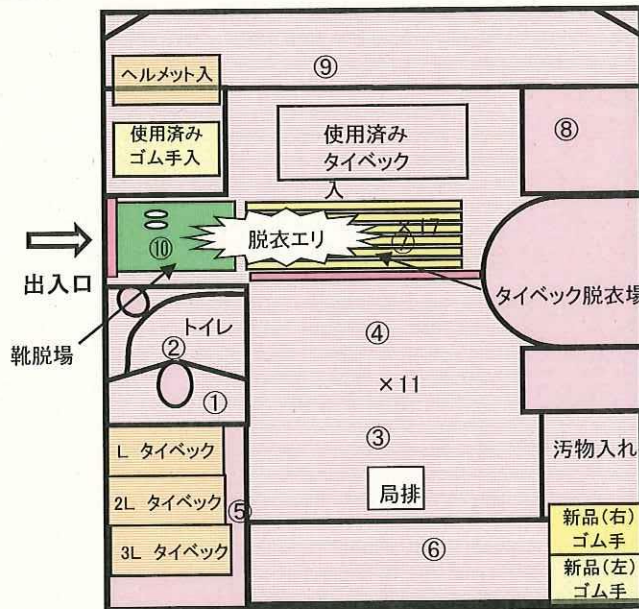 ⑨
ヘルメット入
使用済み
ゴム手入
使用済み
タイベック
入
⑧
×17
⑦
脱衣エリ
⑩
出入口
タイベック脱衣場
靴脱場
トイレ
②
①
④
×11
③
局排
L タイベック
2L タイベック
3L タイベック
⑤
⑥
汚物入れ
新品(右)
ゴム手
新品(左)
ゴム手